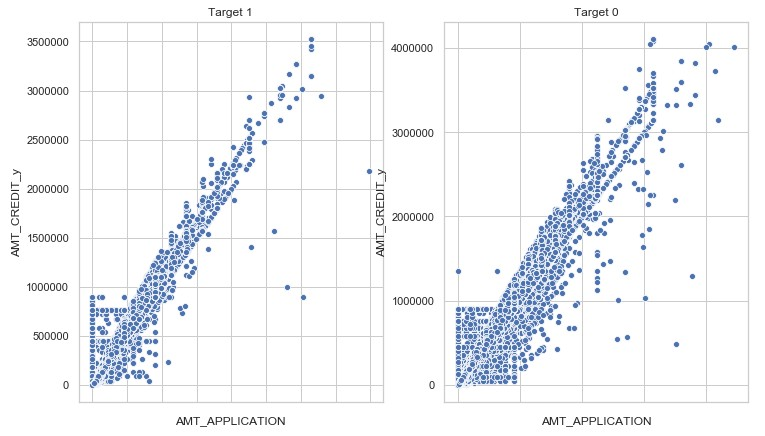 Target 1
3500000
3000000
2500000
2000000
1500000
1000000
500000
0
AMT_CREDIT_y
AMT_APPLICATION
Target 0
4000000
3000000
2000000
1000000
0
AMT_CREDIT_y
AMT_APPLICATION